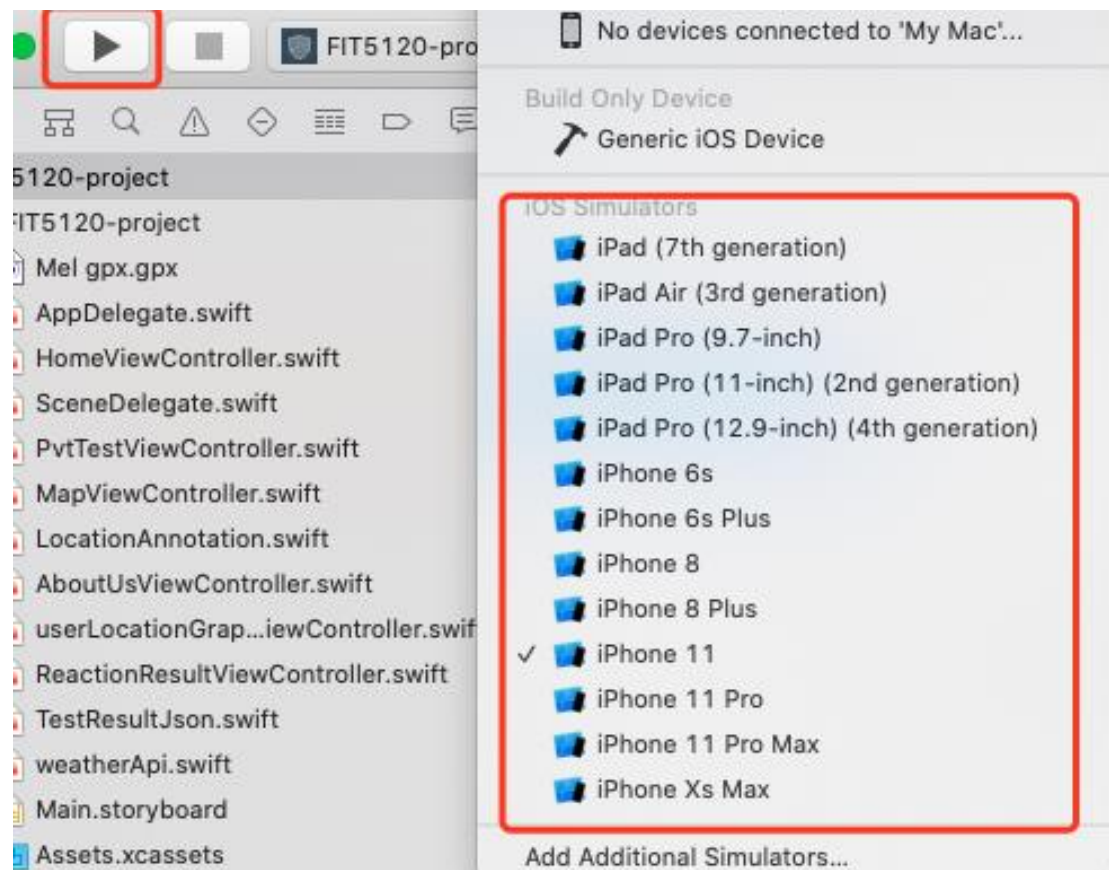 FIT5120-pro
5120-project
FIT5120-project
Mel gpx.gpx
AppDelegate.swift
HomeViewController.swift
SceneDelegate.swift
PvtTestViewController.swift
MapViewController.swift
LocationAnnotation.swift
AboutUsViewController.swift
userLocationGrap...iewController.swif
ReactionResultViewController.swift
TestResultJson.swift
weatherApi.swift
Main.storyboard
Assets.xcassets
No devices connected to 'My Mac'...
Build Only Device
Generic iOS Device
iOS Simulators
iPad (7th generation)
iPad Air (3rd generation)
iPad Pro (9.7-inch)
iPad Pro (11-inch) (2nd generation)
iPad Pro (12.9-inch) (4th generation)
iPhone 6s
iPhone 6s Plus
iPhone 8
iPhone 8 Plus
iPhone 11
iPhone 11 Pro
iPhone 11 Pro Max
iPhone Xs Max
Add Additional Simulators...